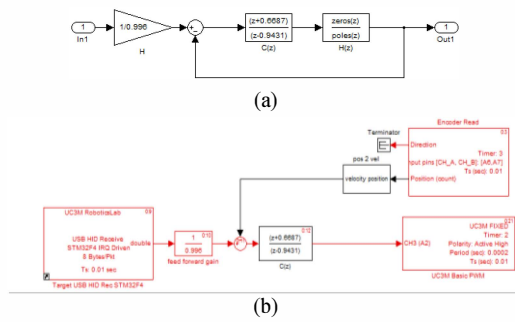 1
In1
1/0.996
H
(z+0.6687)
(z-0.9431)
C(z)
zeros(z)
poles(z)
H(z)
1
Out1
(a)
Encoder Read
Terminator
Direction
Timer: 3
Input pins [CH_A, CH_B]: [A6,A7]
Ts (sec): 0.01
Position (count)
pos 2 vel
velocity position
UC3M RoboticsLab
USB HID Receive
STM32F4 IRQ Driven
8 Bytes/Pkt
Ts: 0.01 sec
double
Target USB HID Rec STM32F4
1
0.996
feed forward gain
(z+0.6687)
(z-0.9431)
C(z)
CH3 (A2)
UC3M FIXED
Timer: 2
Polarity: Active High
Period (sec): 0.0002
Ts (sec): 0.01
UC3M Basic PWM
(b)